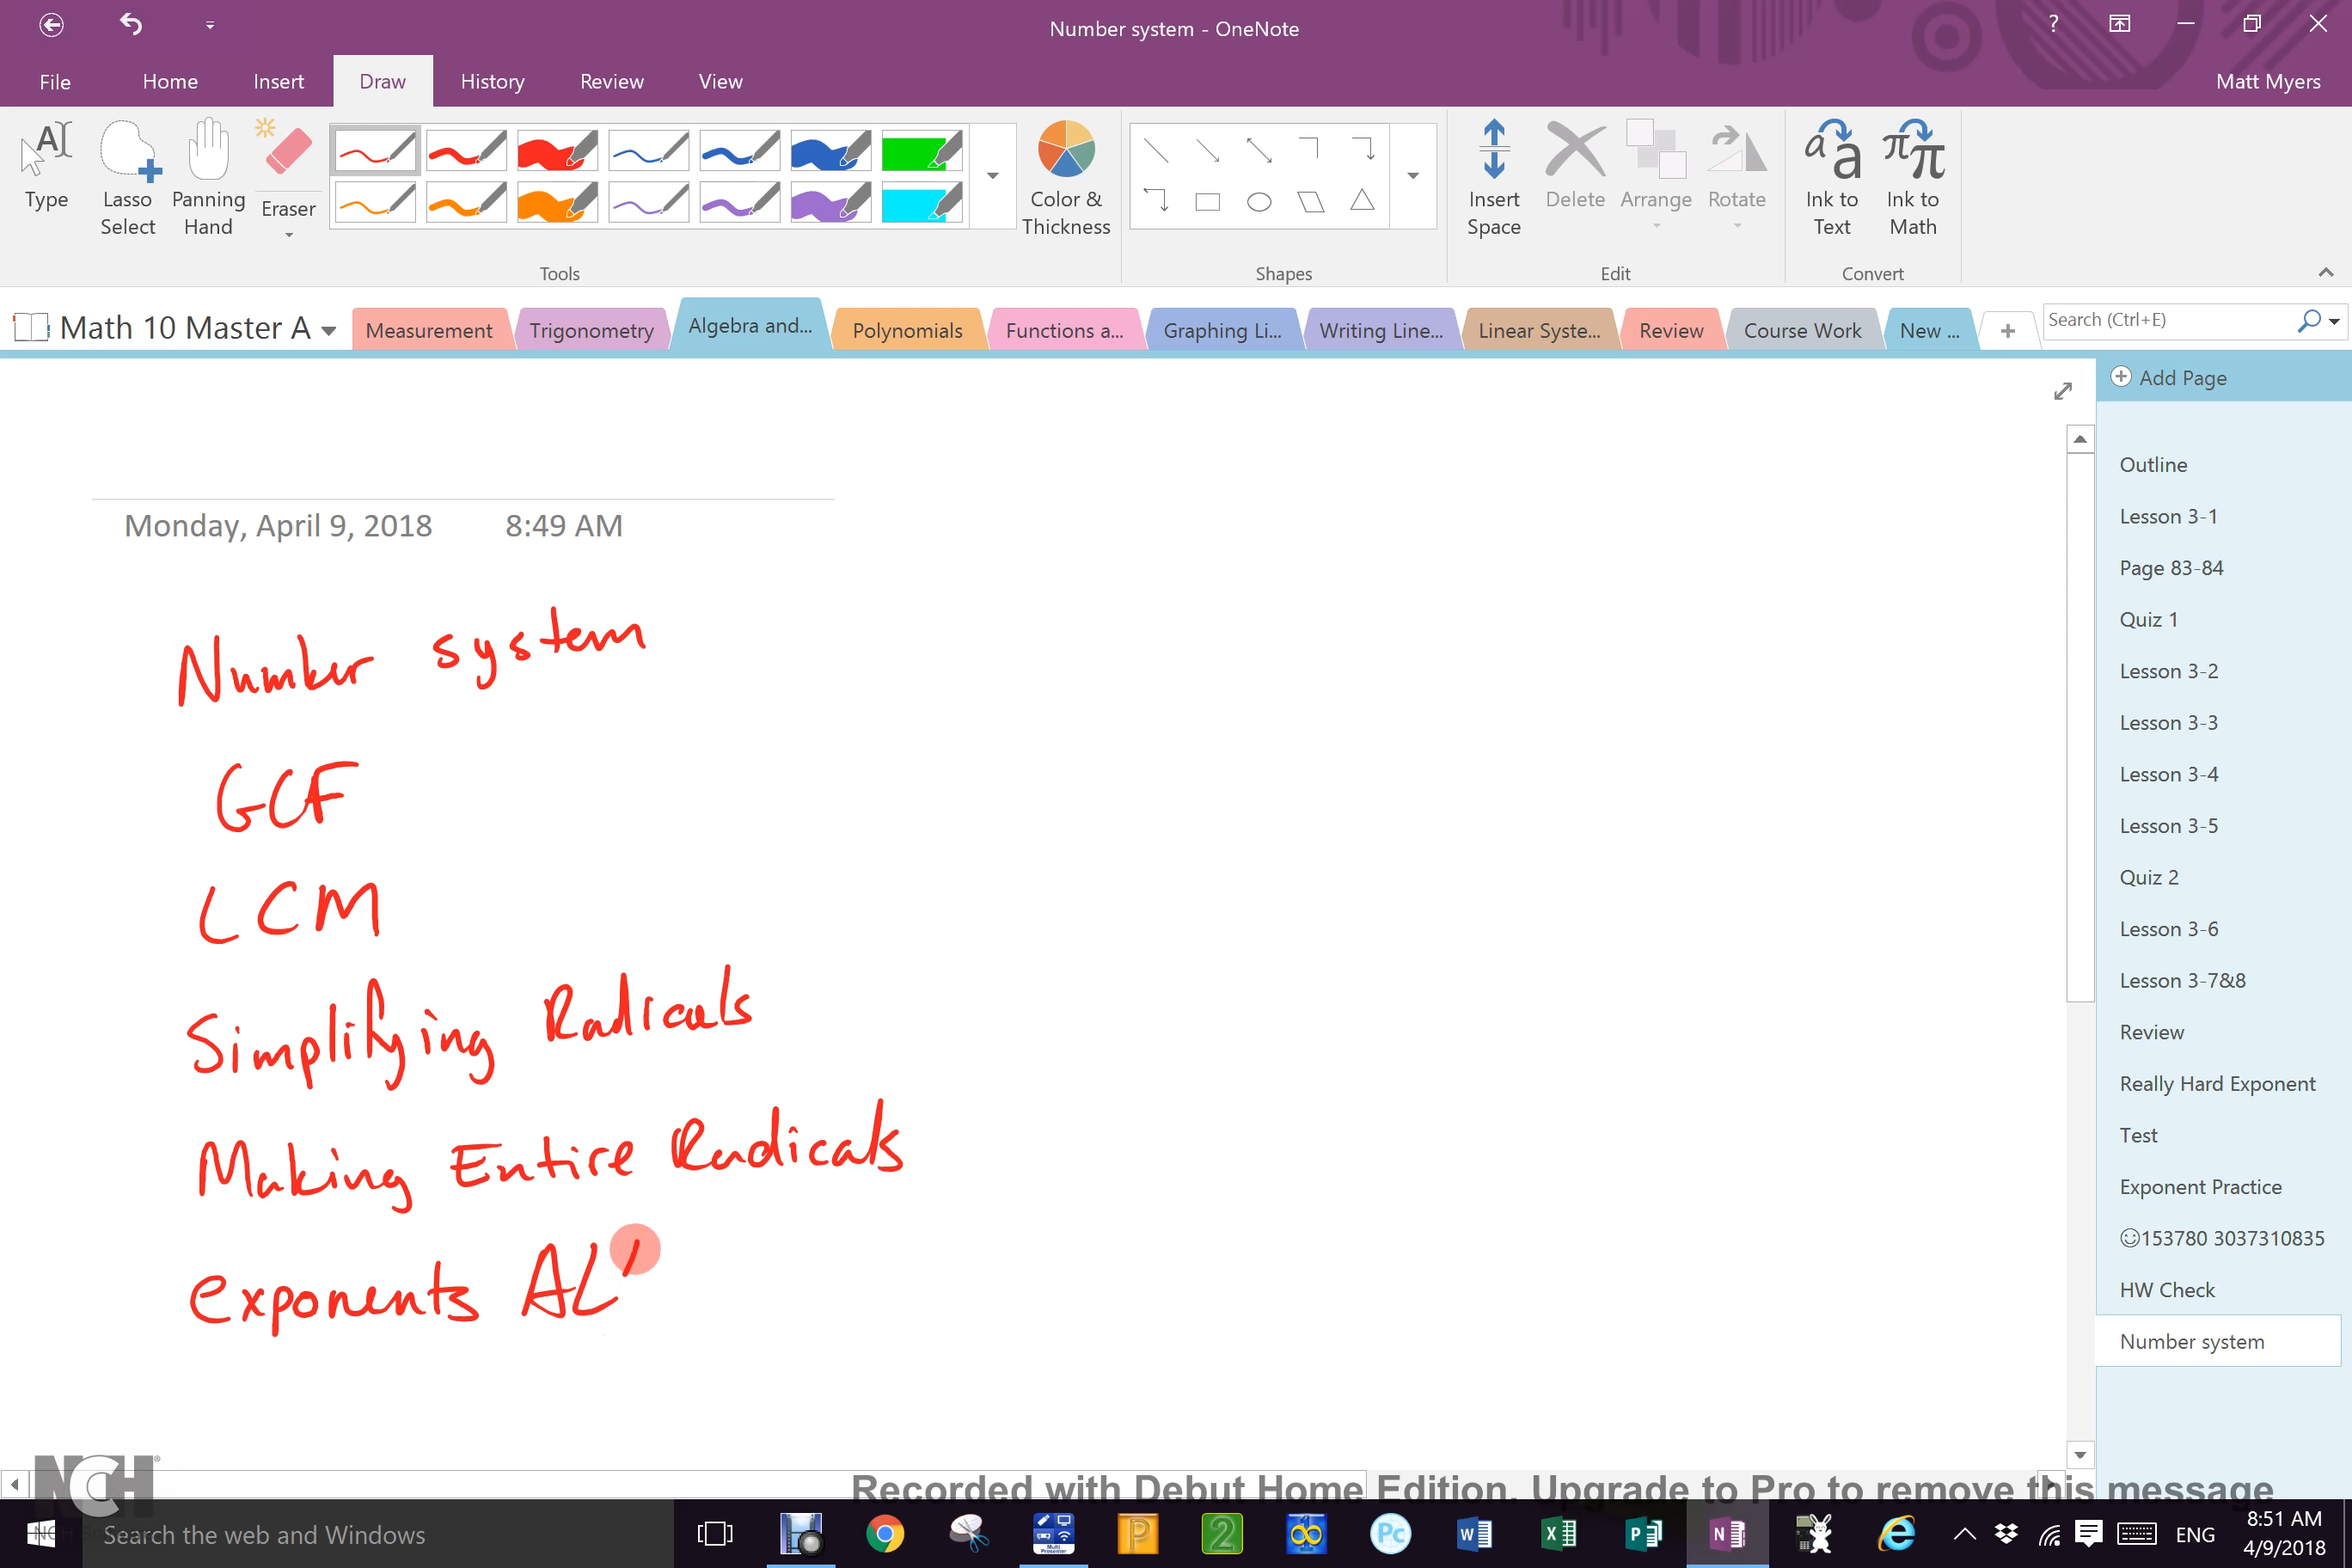 Number system - OneNote
?
File Home Insert Draw History Review View Matt Myers
Type
Lasso Select
Panning Hand
Eraser
Color & Thickness
Insert Space
Delete
Arrange
Rotate
Ink to Text
Ink to Math
Tools Shapes Edit Convert
Math 10 Master A Measurement Trigonometry Algebra and... Polynomials Functions a... Graphing Li... Writing Line... Linear Syste... Review Course Work New ... + Search (Ctrl+E)
Add Page
Outline
Lesson 3-1
Page 83-84
Quiz 1
Lesson 3-2
Lesson 3-3
Lesson 3-4
Lesson 3-5
Quiz 2
Lesson 3-6
Lesson 3-7&8
Review
Really Hard Exponent
Test
Exponent Practice
☺153780 3037310835
HW Check
Number system
Monday, April 9, 2018 8:49 AM
Number system
GCF
LCM
Simplifying Radicals
Making Entire Radicals
exponents AL
NCH
Recorded with Debut Home Edition. Upgrade to Pro to remove this message
Search the web and Windows
ENG
8:51 AM
4/9/2018